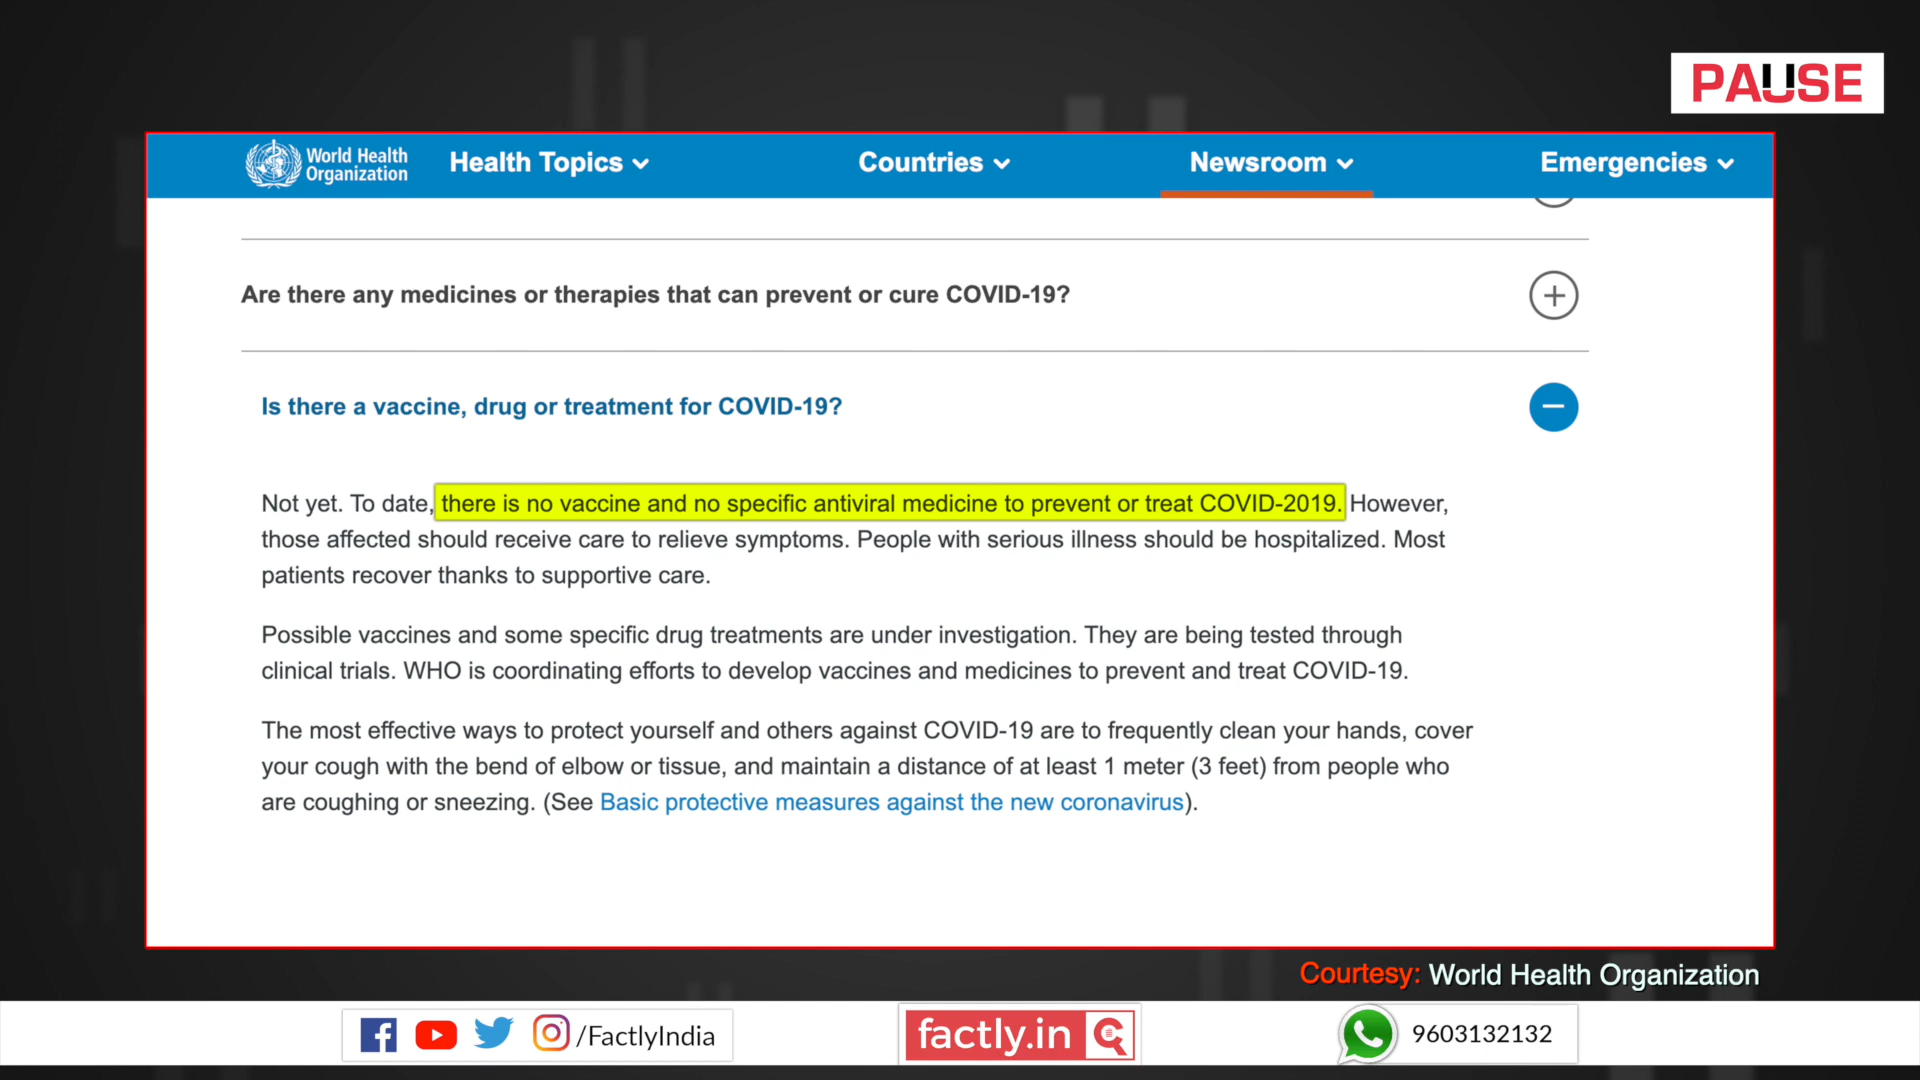 PAUSE
World Health
Organization
Health Topics
Countries
Newsroom
Emergencies
Are there any medicines or therapies that can prevent or cure COVID-19?
Is there a vaccine, drug or treatment for COVID-19?
Not yet. To date, there is no vaccine and no specific antiviral medicine to prevent or treat COVID-2019. However,
those affected should receive care to relieve symptoms. People with serious illness should be hospitalized. Most
patients recover thanks to supportive care.
Possible vaccines and some specific drug treatments are under investigation. They are being tested through
clinical trials. WHO is coordinating efforts to develop vaccines and medicines to prevent and treat COVID-19.
The most effective ways to protect yourself and others against COVID-19 are to frequently clean your hands, cover
your cough with the bend of elbow or tissue, and maintain a distance of at least 1 meter (3 feet) from people who
are coughing or sneezing. (See Basic protective measures against the new coronavirus).
Courtesy: World Health Organization
/FactlyIndia
factly.in
9603132132